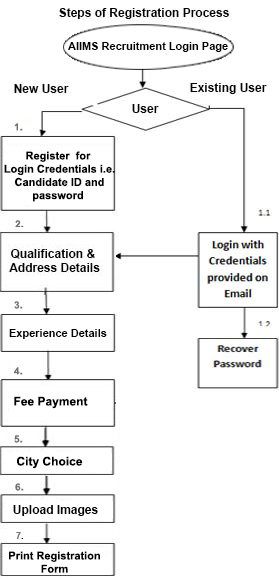 Steps of Registration Process
AIIMS Recruitment Login Page
New User
Existing User
User
1.
Register for
Login Credentials i.e.
Candidate ID and
password
2.
Qualification &
Address Details
1.1
Login with
Credentials
provided on
Email
3.
Experience Details
1.2
Recover
Password
4.
Fee Payment
5.
City Choice
6.
Upload Images
7.
Print Registration
Form